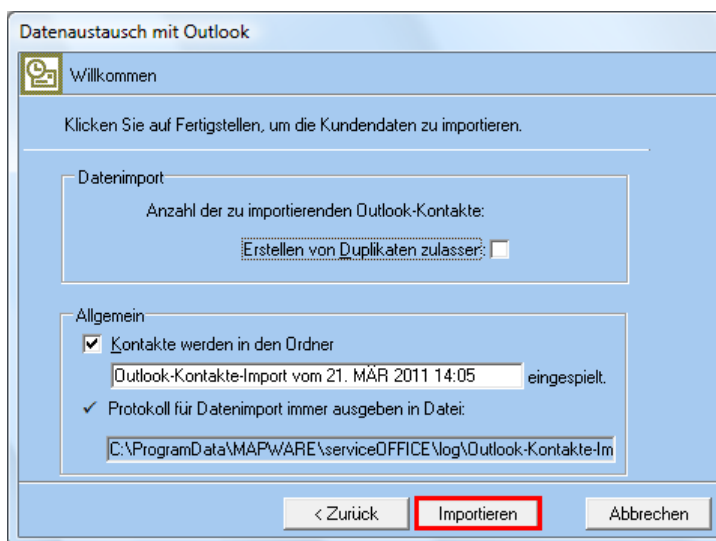 Datenaustausch mit Outlook
Willkommen
Klicken Sie auf Fertigstellen, um die Kundendaten zu importieren.
Datenimport
Anzahl der zu importierenden Outlook-Kontakte:
Erstellen von Duplikaten zulassen:
Allgemein
Kontakte werden in den Ordner
Outlook-Kontakte-Import vom 21. MÄR 2011 14:05 eingespielt.
Protokoll für Datenimport immer ausgeben in Datei:
C:\ProgramData\MAPWARE\serviceOFFICE\log\Outlook-Kontakte-Im
< Zurück Importieren Abbrechen